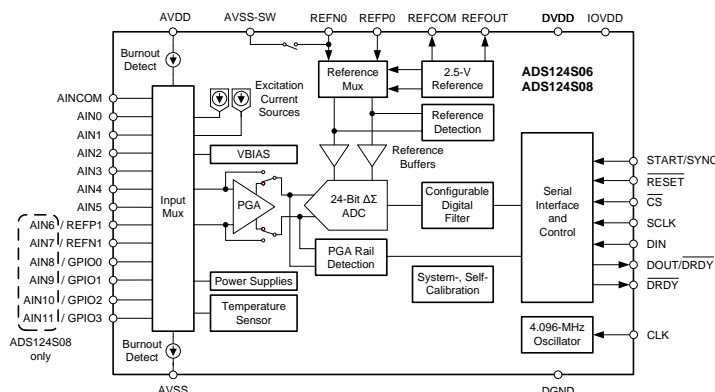 AVDD
AVSS-SW
REFN0
REFP0
REFCOM
REFOUT
DVDD
IOVDD
Burnout
Detect
Reference
Mux
2.5-V
Reference
ADS124S06
ADS124S08
AINCOM
AIN0
AIN1
AIN2
AIN3
AIN4
AIN5
AIN6 / REFP1
AIN7 / REFN1
AIN8 / GPIO0
AIN9 / GPIO1
AIN10 / GPIO2
AIN11 / GPIO3
ADS124S08
only
Input
Mux
Excitation
Current
Sources
VBIAS
PGA
Reference
Detection
Reference
Buffers
24-Bit ΔΣ
ADC
Configurable
Digital
Filter
Serial
Interface
and
Control
PGA Rail
Detection
System-, Self-
Calibration
Power Supplies
Temperature
Sensor
4.096-MHz
Oscillator
START/SYNC
RESET
CS
SCLK
DIN
DOUT/DRDY
DRDY
CLK
Burnout
Detect
AVSS
DGND